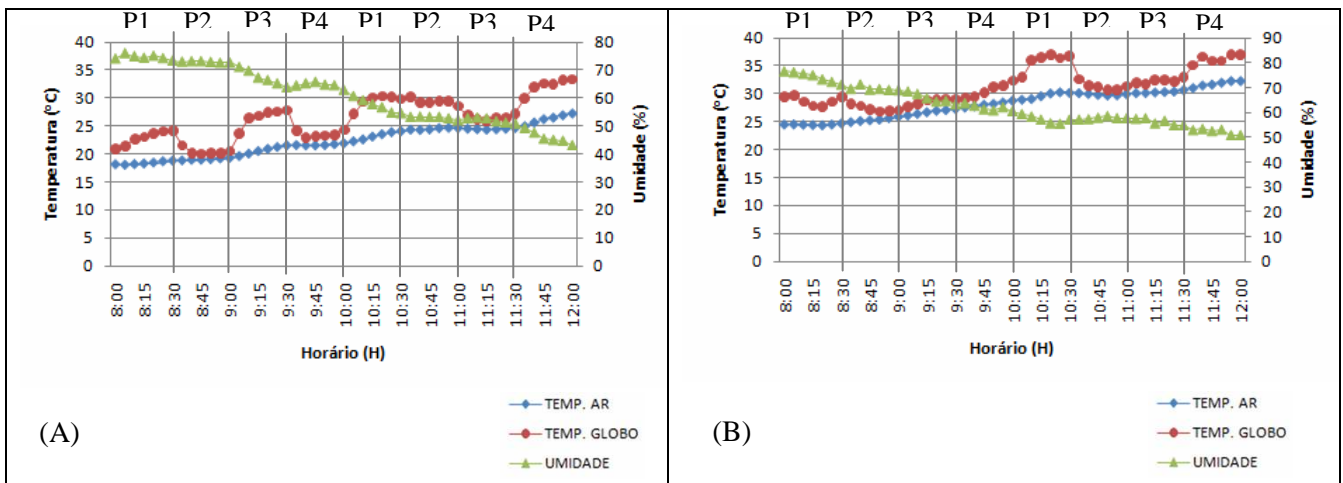 P1 P2 P3 P4 P1 P2 P3 P4
40
35
30
25
20
15
10
5
0
Temperatura (°C)
80
70
60
50
40
30
20
10
0
Umidade (%)
8:00 8:15 8:30 8:45 9:00 9:15 9:30 9:45 10:00 10:15 10:30 10:45 11:00 11:15 11:30 11:45 12:00
Horário (H)
TEMP. AR
TEMP. GLOBO
UMIDADE
(A)
P1 P2 P3 P4 P1 P2 P3 P4
40
35
30
25
20
15
10
5
0
Temperatura (°C)
90
80
70
60
50
40
30
20
10
0
Umidade (%)
8:00 8:15 8:30 8:45 9:00 9:15 9:30 9:45 10:00 10:15 10:30 10:45 11:00 11:15 11:30 11:45 12:00
Horário (H)
TEMP. AR
TEMP. GLOBO
UMIDADE
(B)